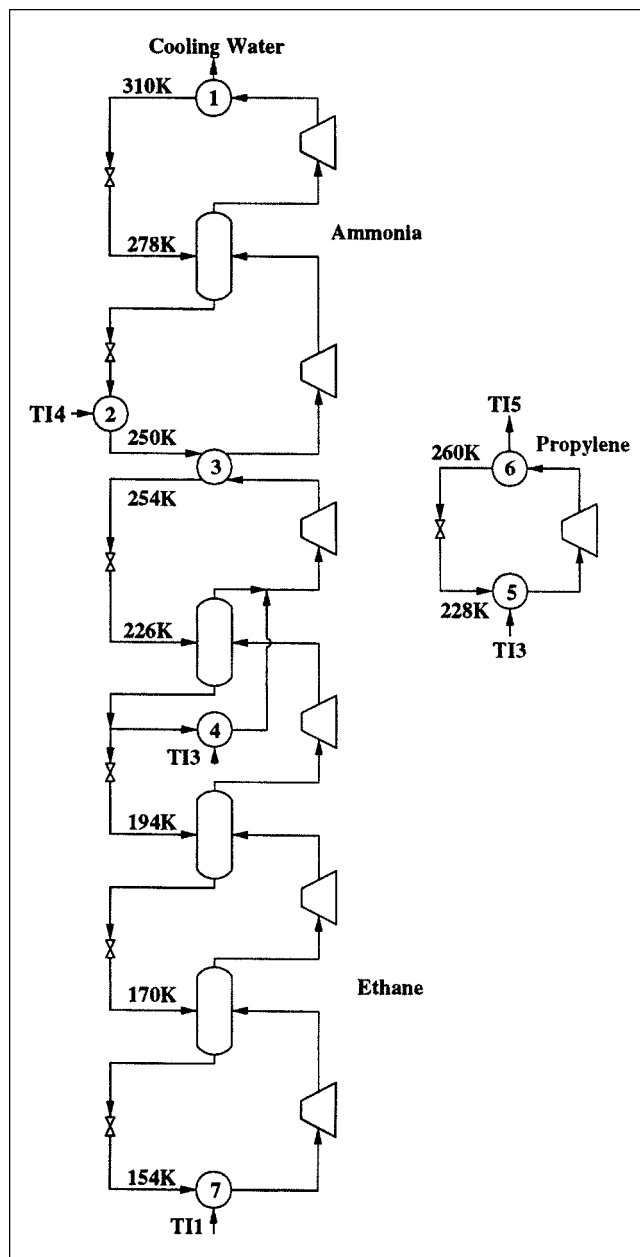 Cooling Water
310K
1
278K
Ammonia
TI4
2
250K
3
254K
TI5
260K
6
Propylene
228K
5
TI3
226K
4
TI3
194K
170K
Ethane
154K
7
TI1